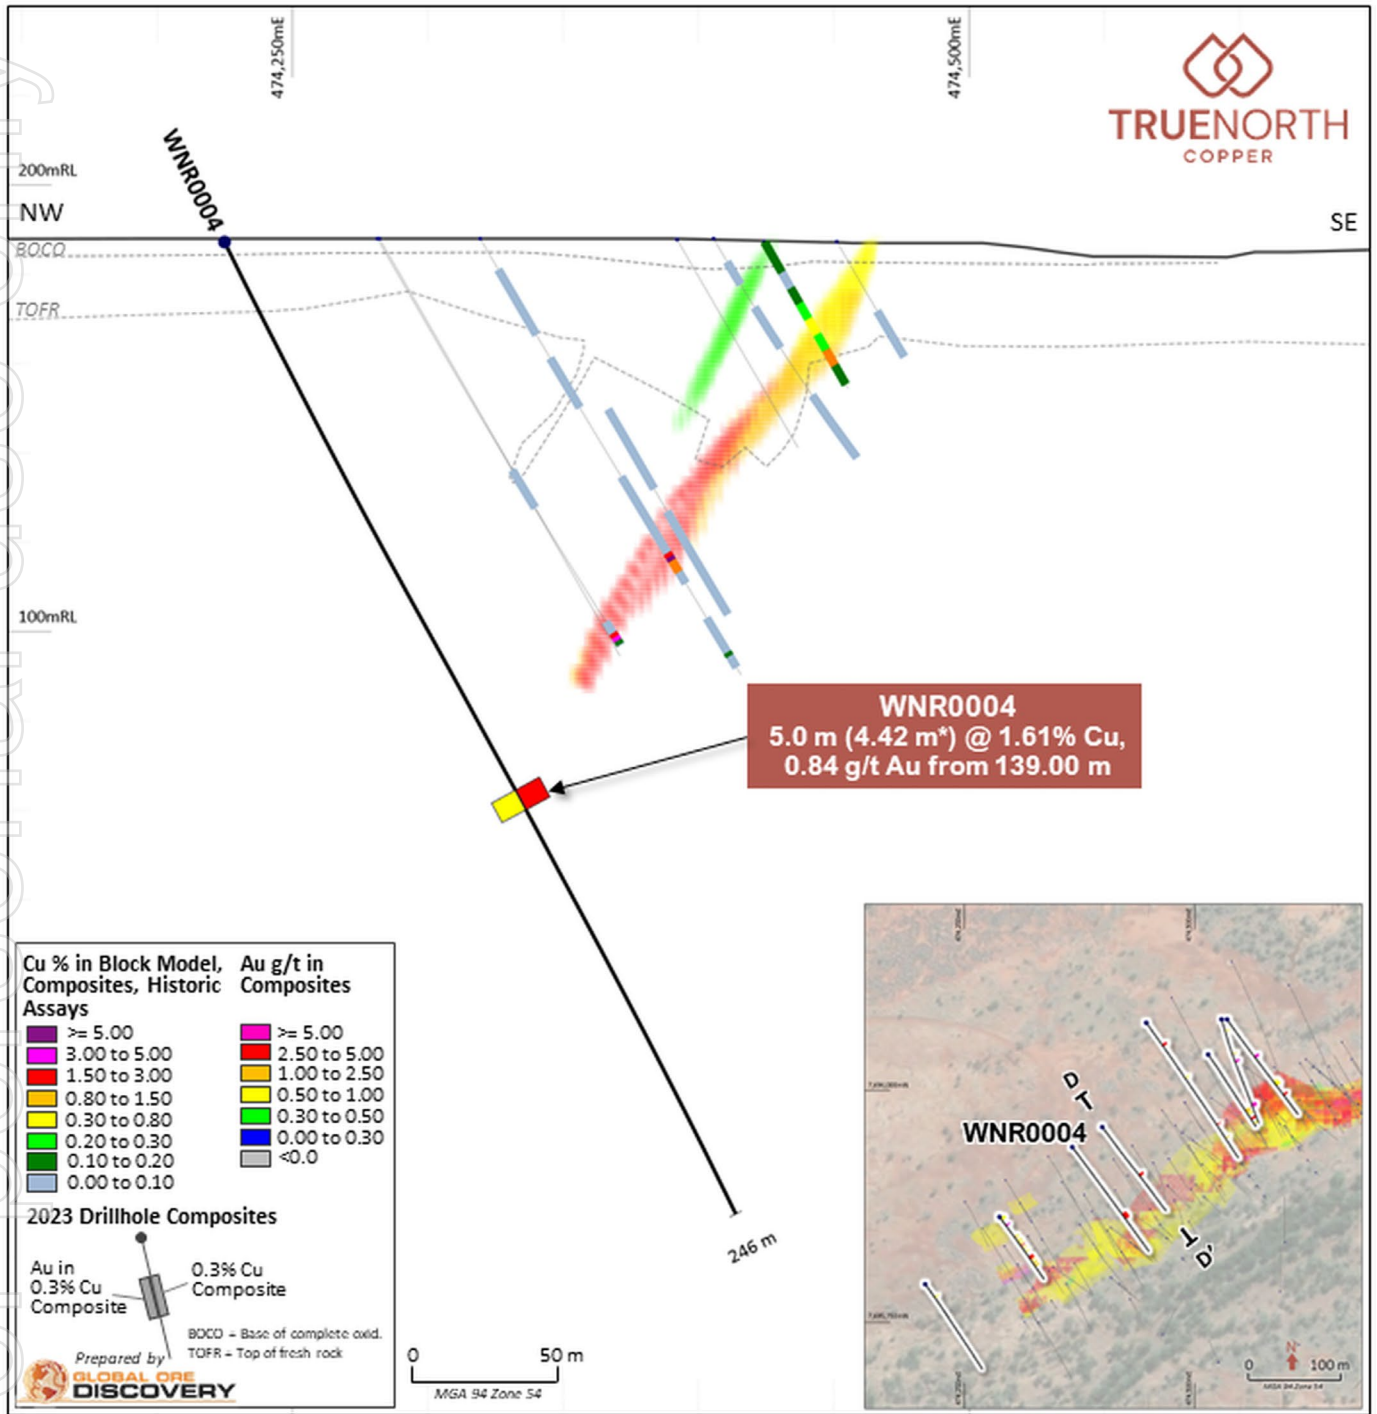 474,250mE
474,500mE
TRUENORTH
COPPER
WNR0004
200mRL
NW
SE
BOCO
TOFR
100mRL
WNR0004
5.0 m (4.42 m*) @ 1.61% Cu,
0.84 g/t Au from 139.00 m
246 m
Cu % in Block Model,
Composites, Historic
Assays
>= 5.00
3.00 to 5.00
1.50 to 3.00
0.80 to 1.50
0.30 to 0.80
0.20 to 0.30
0.10 to 0.20
0.00 to 0.10
Au g/t in
Composites
>= 5.00
2.50 to 5.00
1.00 to 2.50
0.50 to 1.00
0.30 to 0.50
0.00 to 0.30
<0.0
2023 Drillhole Composites
Au in
0.3% Cu
Composite
0.3% Cu
Composite
BOCO = Base of complete oxid.
TOFR = Top of fresh rock
Prepared by
GLOBAL ORE
DISCOVERY
0 50 m
MGA 94 Zone 54
D
WNR0004
D'
N
0 100 m
MGA 94 Zone 54